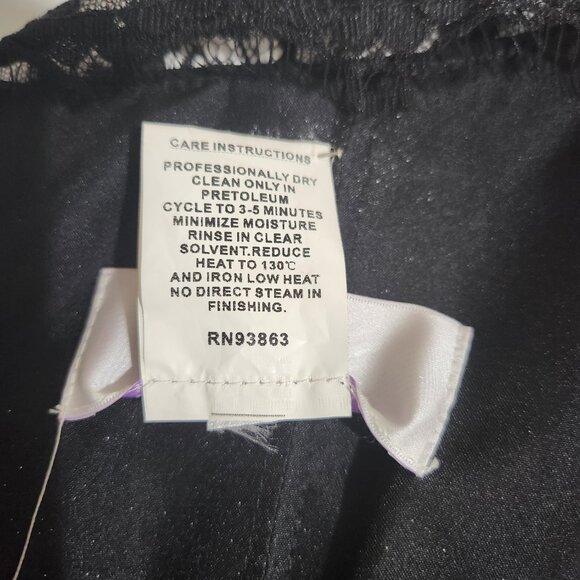 CARE INSTRUCTIONS
PROFESSIONALLY DRY
CLEAN ONLY IN
PRETOLEUM
CYCLE TO 3-5 MINUTES
MINIMIZE MOISTURE
RINSE IN CLEAR
SOLVENT.REDUCE
HEAT TO 130℃
AND IRON LOW HEAT
NO DIRECT STEAM IN
FINISHING.
RN93863